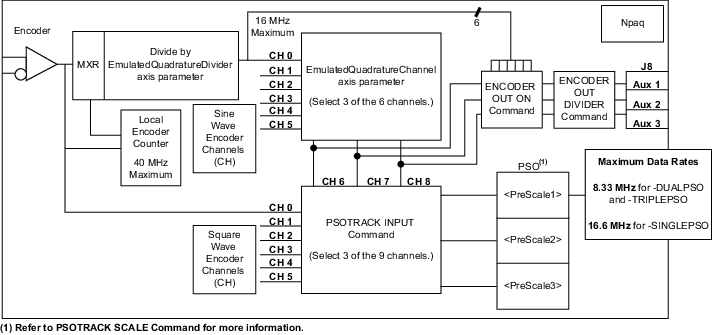 Encoder
MXR
Divide by
EmulatedQuadratureDivider
axis parameter
16 MHz
Maximum
6
Npaq
CH 0
CH 1
CH 2
CH 3
CH 4
CH 5
EmulatedQuadratureChannel
axis parameter
(Select 3 of the 6 channels.)
ENCODER
OUT ON
Command
ENCODER
OUT
DIVIDER
Command
J8
Aux 1
Aux 2
Aux 3
Local
Encoder
Counter
40 MHz
Maximum
Sine
Wave
Encoder
Channels
(CH)
CH 6 CH 7 CH 8
PSO(1)
Maximum Data Rates
8.33 MHz for -DUALPSO
and -TRIPLEPSO
16.6 MHz for -SINGLEPSO
CH 0
CH 1
CH 2
CH 3
CH 4
CH 5
PSOTRACK INPUT
Command
(Select 3 of the 9 channels.)
<PreScale1>
<PreScale2>
<PreScale3>
Square
Wave
Encoder
Channels
(CH)
(1) Refer to PSOTRACK SCALE Command for more information.